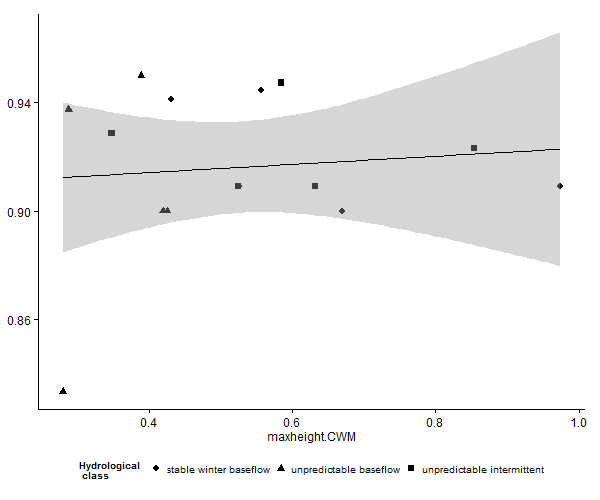 0.94
0.90
0.86
0.4 0.6 0.8 1.0
maxheight.CWM
Hydrological
class
stable winter baseflow unpredictable baseflow unpredictable intermittent